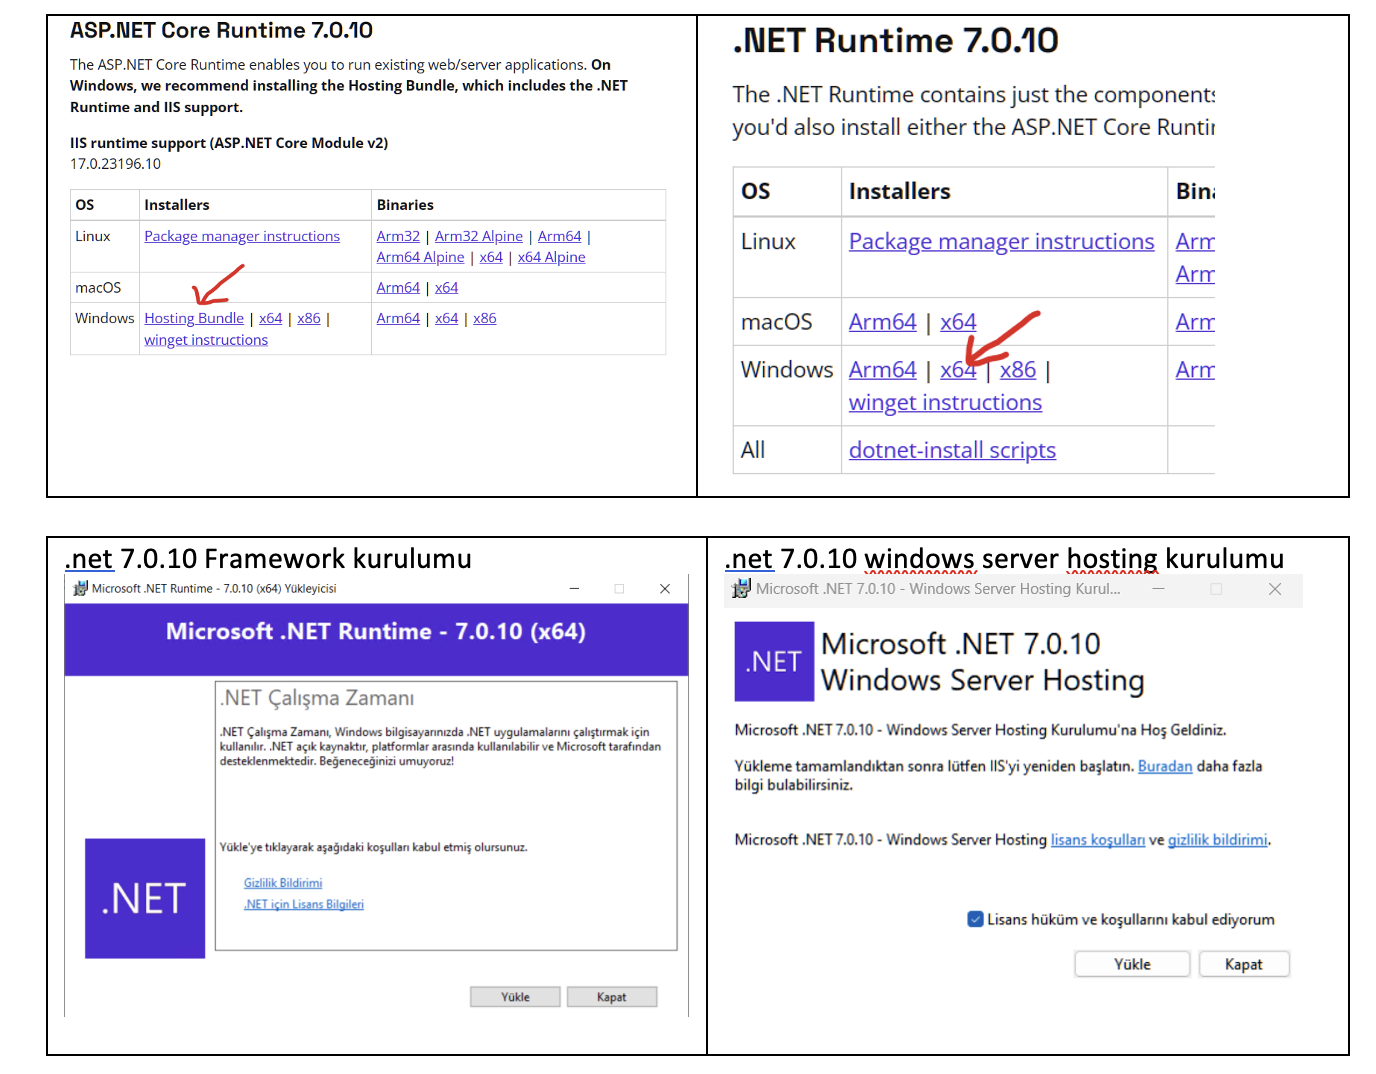 ASP.NET Core Runtime 7.0.10
The ASP.NET Core Runtime enables you to run existing web/server applications. On
Windows, we recommend installing the Hosting Bundle, which includes the .NET
Runtime and IIS support.
IIS runtime support (ASP.NET Core Module v2)
17.0.23196.10
OS Installers Binaries
Linux Package manager instructions Arm32 | Arm32 Alpine | Arm64 |
Arm64 Alpine | x64 | x64 Alpine
macOS Arm64 | x64
Windows Hosting Bundle | x64 | x86 | Arm64 | x64 | x86
winget instructions
.NET Runtime 7.0.10
The .NET Runtime contains just the components
you'd also install either the ASP.NET Core Runtin
OS Installers Bina
Linux Package manager instructions Arm
Arm
macOS Arm64 | x64 Arm
Windows Arm64 | x64 | x86 | Arm
winget instructions
All dotnet-install scripts
.net 7.0.10 Framework kurulumu
Microsoft .NET Runtime - 7.0.10 (x64) Yükleyicisi
Microsoft .NET Runtime - 7.0.10 (x64)
.NET Çalışma Zamanı
.NET Çalışma Zamanı, Windows bilgisayarınızda .NET uygulamalarını çalıştırmak için
kullanılır. .NET açık kaynaktır, platformlar arasında kullanılabilir ve Microsoft tarafından
desteklenmektedir. Beğeneceğinizi umuyoruz!
Yükle'ye tıklayarak aşağıdaki koşulları kabul etmiş olursunuz.
Gizlilik Bildirimi
.NET için Lisans Bilgileri
.NET
Yükle Kapat
.net 7.0.10 windows server hosting kurulumu
Microsoft .NET 7.0.10 - Windows Server Hosting Kurul...
.NET
Microsoft .NET 7.0.10
Windows Server Hosting
Microsoft .NET 7.0.10 - Windows Server Hosting Kurulumu'na Hoş Geldiniz.
Yükleme tamamlandıktan sonra lütfen IIS'yi yeniden başlatın. Buradan daha fazla
bilgi bulabilirsiniz.
Microsoft .NET 7.0.10 - Windows Server Hosting lisans koşulları ve gizlilik bildirimi.
Lisans hüküm ve koşullarını kabul ediyorum
Yükle Kapat